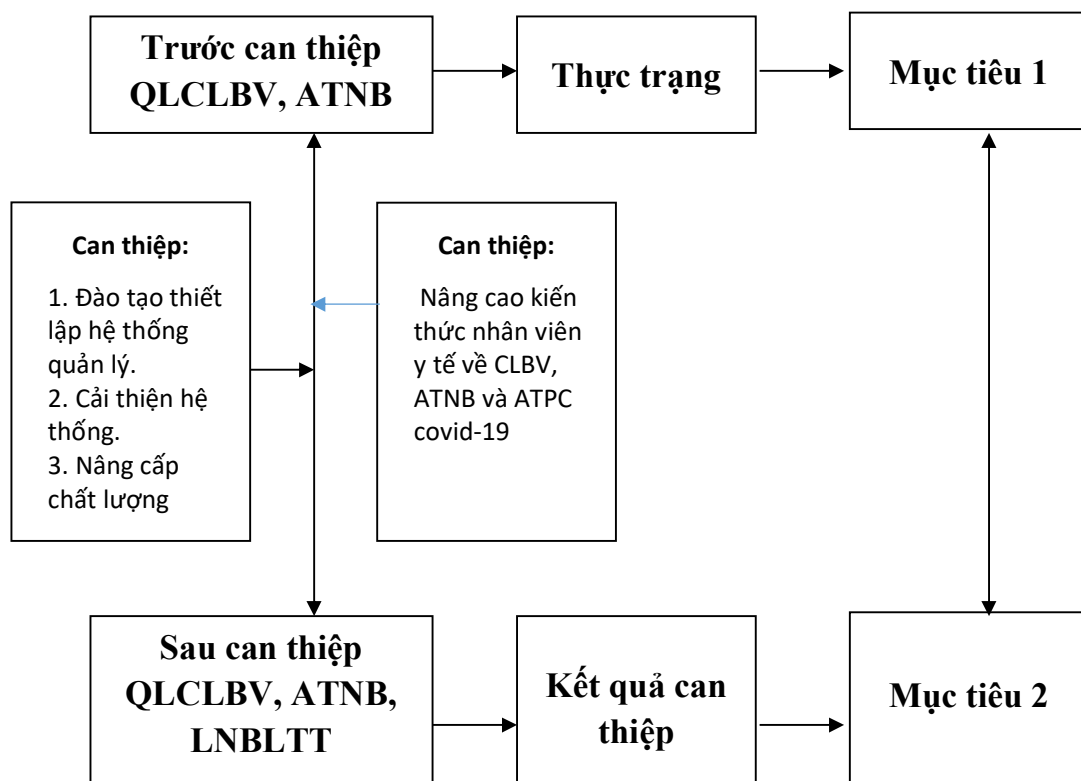 Trước can thiệp
QLCLBV, ATNB
Thực trạng
Mục tiêu 1
Can thiệp:
1. Đào tạo thiết
lập hệ thống
quản lý.
2. Cải thiện hệ
thống.
3. Nâng cấp
chất lượng
Can thiệp:
Nâng cao kiến
thức nhân viên
y tế về CLBV,
ATNB và ATPC
covid-19
Sau can thiệp
QLCLBV, ATNB,
LNBLTT
Kết quả can
thiệp
Mục tiêu 2